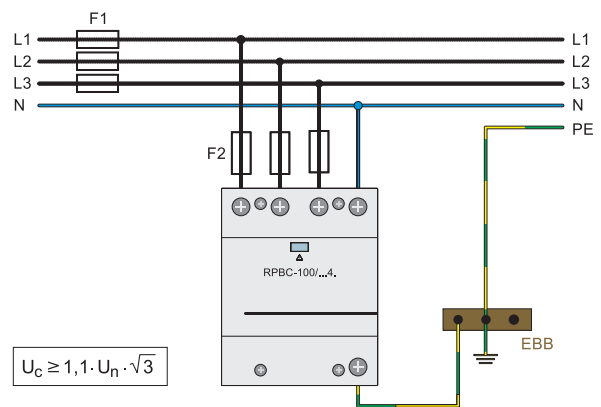 F1
L1 L1
L2 L2
L3 L3
N N
PE
F2
RPBC-100/...4.
EBB
Uc ≥ 1,1· Un · √3